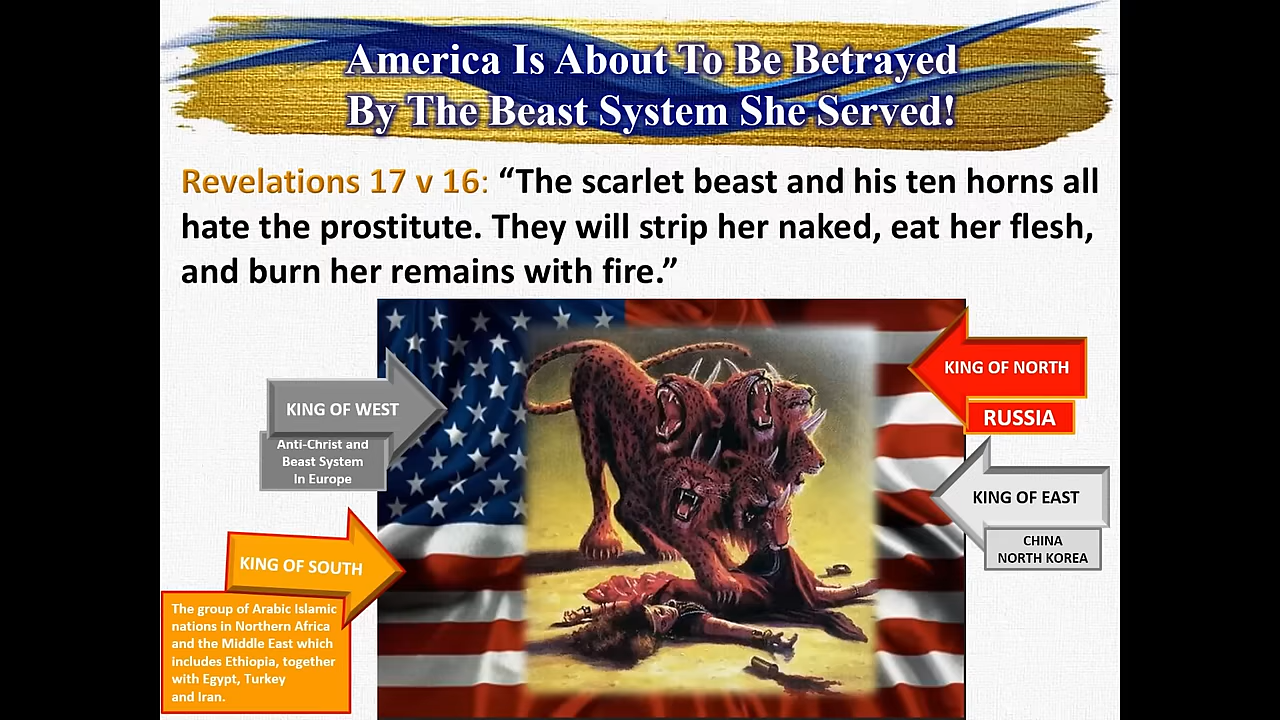 America Is About To Be Betrayed
By The Beast System She Served!
Revelations 17 v 16: “The scarlet beast and his ten horns all
hate the prostitute. They will strip her naked, eat her flesh,
and burn her remains with fire.”
KING OF WEST
Anti-Christ and
Beast System
In Europe
KING OF SOUTH
The group of Arabic Islamic
nations in Northern Africa
and the Middle East which
includes Ethiopia, together
with Egypt, Turkey
and Iran.
KING OF NORTH
RUSSIA
KING OF EAST
CHINA
NORTH KOREA